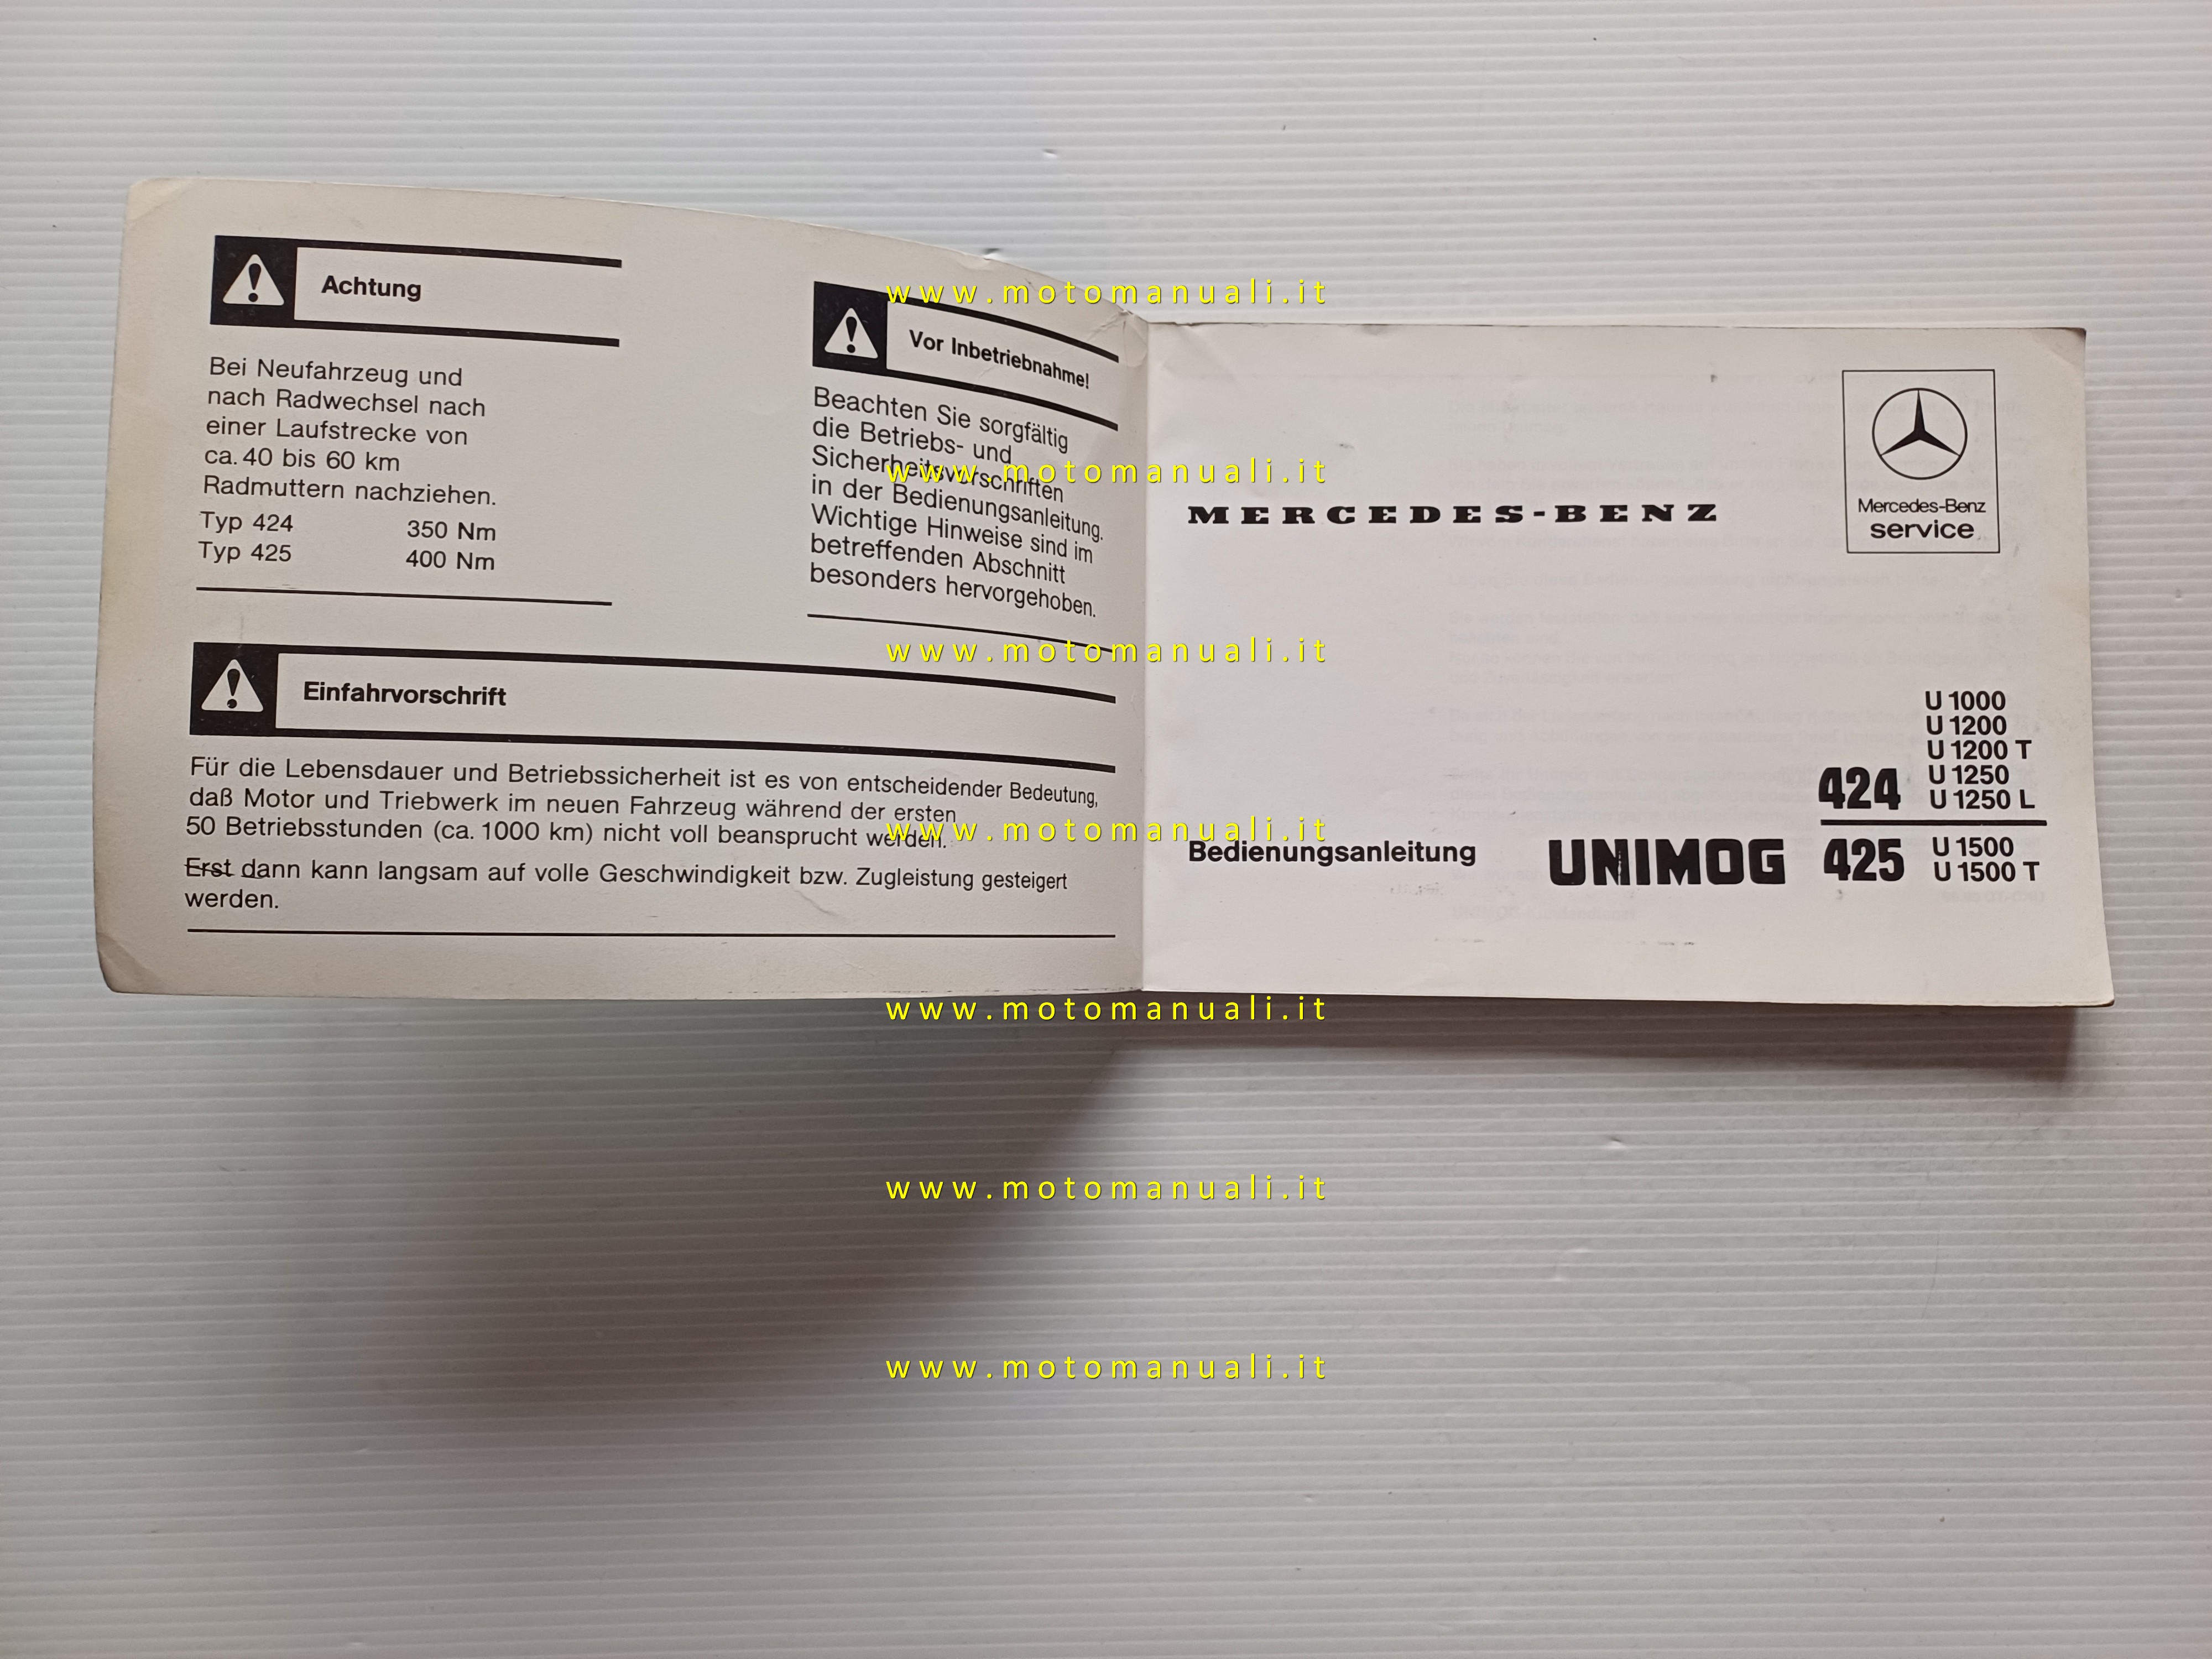 Achtung
Bei Neufahrzeug und
nach Radwechsel nach
einer Laufstrecke von
ca. 40 bis 60 km
Radmuttern nachziehen.
Typ 424 350 Nm
Typ 425 400 Nm
Vor Inbetriebnahme!
Beachten Sie sorgfältig
die Betriebs- und
Sicherheitsvorschriften
in der Bedienungsanleitung.
Wichtige Hinweise sind im
betreffenden Abschnitt
besonders hervorgehoben.
Einfahrvorschrift
Für die Lebensdauer und Betriebssicherheit ist es von entscheidender Bedeutung,
daß Motor und Triebwerk im neuen Fahrzeug während der ersten
50 Betriebsstunden (ca. 1000 km) nicht voll beansprucht werden.
Erst dann kann langsam auf volle Geschwindigkeit bzw. Zugleistung gesteigert
werden.
Mercedes-Benz
service
MERCEDES-BENZ
Bedienungsanleitung
UNIMOG
424
U 1000
U 1200
U 1200 T
U 1250
U 1250 L
425
U 1500
U 1500 T
www.motomanuali.it
www.motomanuali.it
www.motomanuali.it
www.motomanuali.it
www.motomanuali.it
www.motomanuali.it
www.motomanuali.it